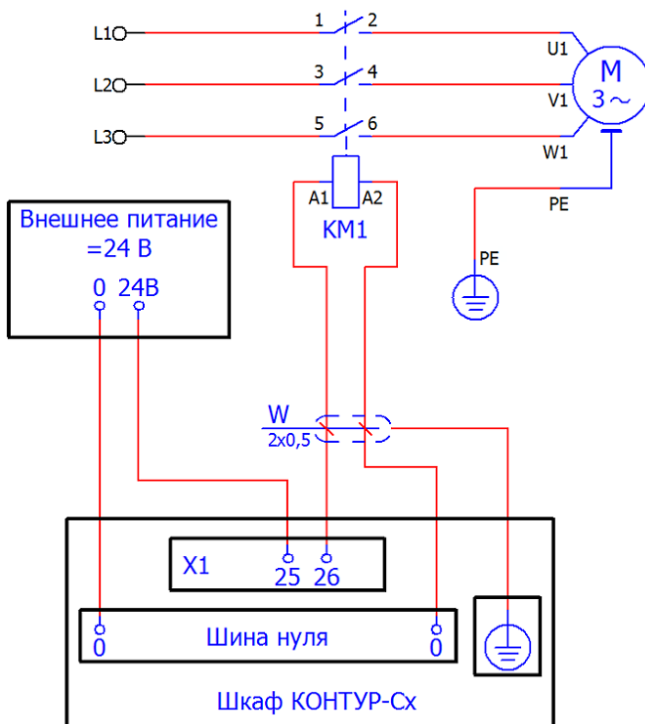 1 2
L1
U1
M
3 ~
3 4
L2
V1
5 6
L3
W1
A1 A2
KM1
PE
PE
Внешнее питание
=24 В
0 24В
W
2x0,5
X1
25 26
Шина нуля
0 0
Шкаф КОНТУР-Сх